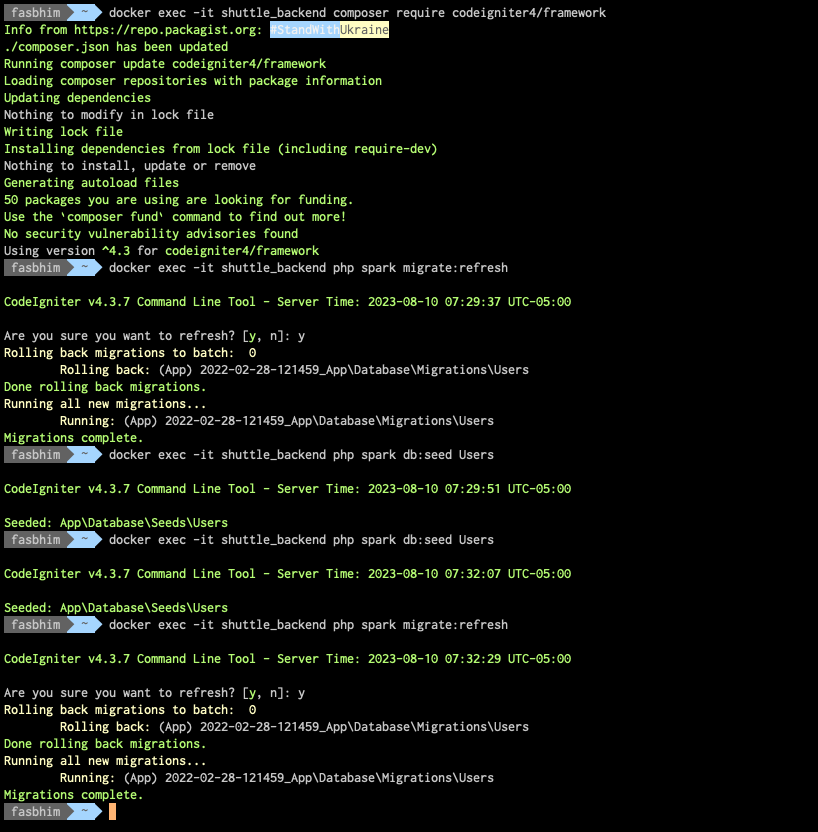 fasbhim ~ docker exec -it shuttle_backend composer require codeigniter4/framework
Info from https://repo.packagist.org: #StandWithUkraine
./composer.json has been updated
Running composer update codeigniter4/framework
Loading composer repositories with package information
Updating dependencies
Nothing to modify in lock file
Writing lock file
Installing dependencies from lock file (including require-dev)
Nothing to install, update or remove
Generating autoload files
50 packages you are using are looking for funding.
Use the `composer fund` command to find out more!
No security vulnerability advisories found
Using version ^4.3 for codeigniter4/framework
fasbhim ~ docker exec -it shuttle_backend php spark migrate:refresh
CodeIgniter v4.3.7 Command Line Tool - Server Time: 2023-08-10 07:29:37 UTC-05:00
Are you sure you want to refresh? [y, n]: y
Rolling back migrations to batch:  0
Rolling back: (App) 2022-02-28-121459_App\Database\Migrations\Users
Done rolling back migrations.
Running all new migrations...
Running: (App) 2022-02-28-121459_App\Database\Migrations\Users
Migrations complete.
fasbhim ~ docker exec -it shuttle_backend php spark db:seed Users
CodeIgniter v4.3.7 Command Line Tool - Server Time: 2023-08-10 07:29:51 UTC-05:00
Seeded: App\Database\Seeds\Users
fasbhim ~ docker exec -it shuttle_backend php spark db:seed Users
CodeIgniter v4.3.7 Command Line Tool - Server Time: 2023-08-10 07:32:07 UTC-05:00
Seeded: App\Database\Seeds\Users
fasbhim ~ docker exec -it shuttle_backend php spark migrate:refresh
CodeIgniter v4.3.7 Command Line Tool - Server Time: 2023-08-10 07:32:29 UTC-05:00
Are you sure you want to refresh? [y, n]: y
Rolling back migrations to batch:  0
Rolling back: (App) 2022-02-28-121459_App\Database\Migrations\Users
Done rolling back migrations.
Running all new migrations...
Running: (App) 2022-02-28-121459_App\Database\Migrations\Users
Migrations complete.
fasbhim ~